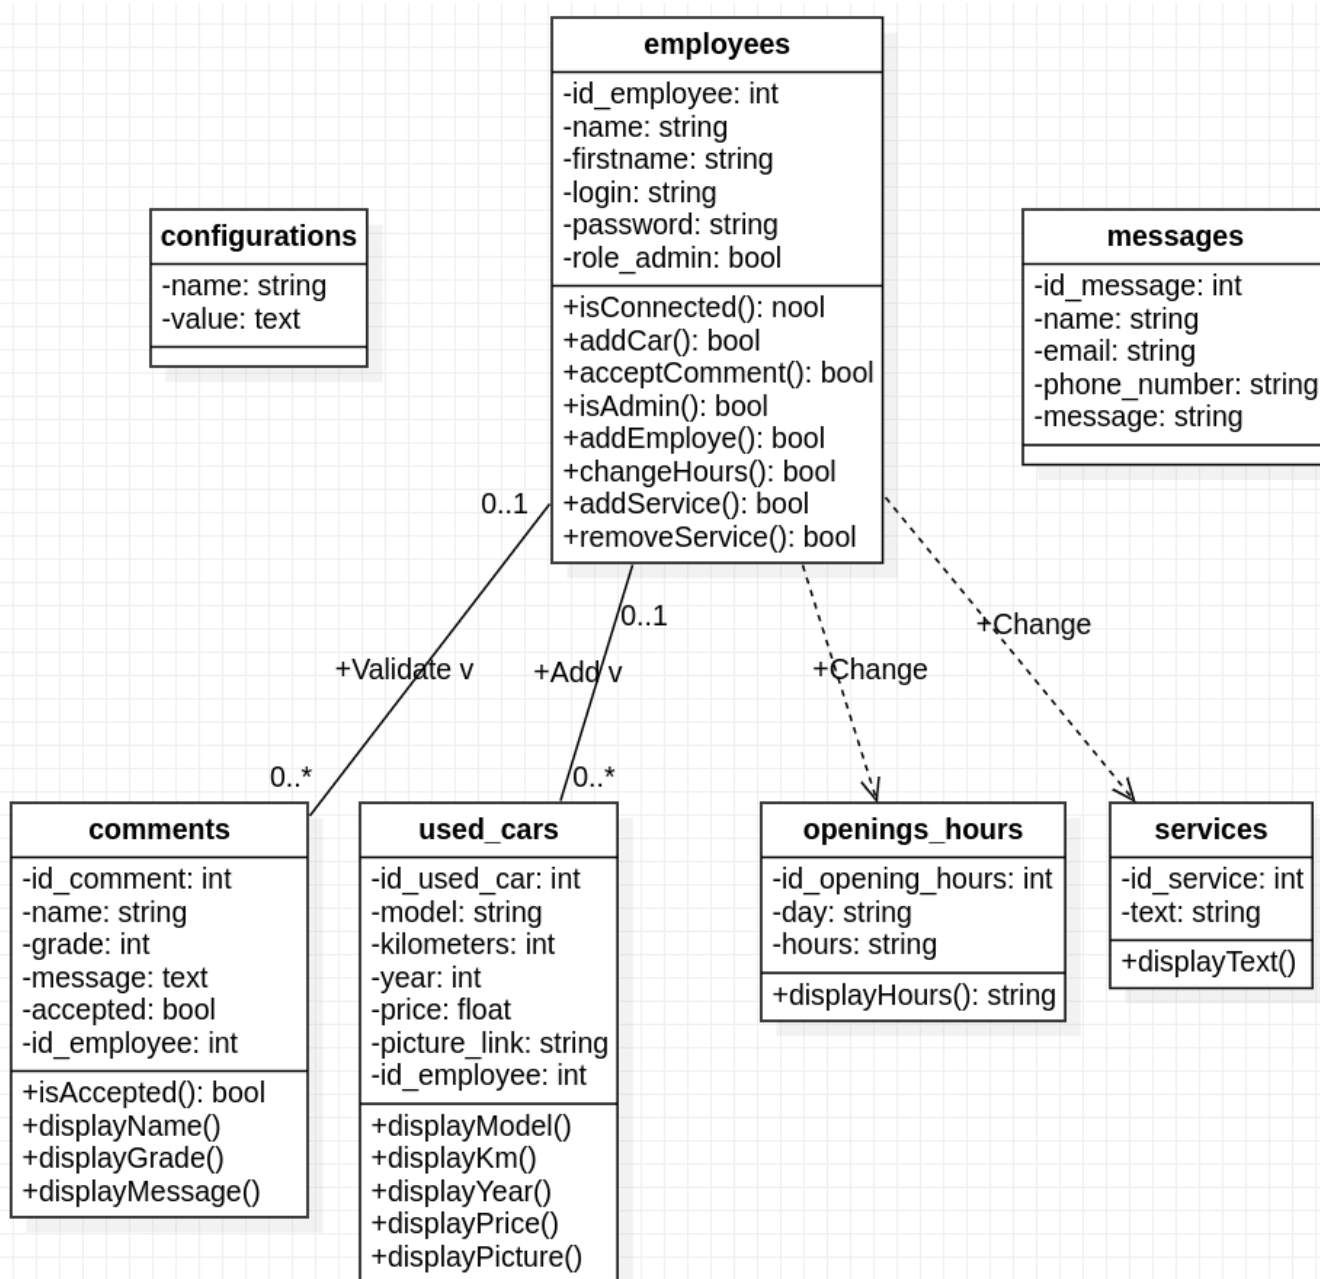 employees
-id_employee: int
-name: string
-firstname: string
-login: string
-password: string
-role_admin: bool
+isConnected(): nool
+addCar(): bool
+acceptComment(): bool
+isAdmin(): bool
+addEmploye(): bool
+changeHours(): bool
+addService(): bool
+removeService(): bool
configurations
-name: string
-value: text
messages
-id_message: int
-name: string
-email: string
-phone_number: string
-message: string
0..1
0..1
+Validate v
+Add v
+Change
+Change
0..*
0..*
comments
-id_comment: int
-name: string
-grade: int
-message: text
-accepted: bool
-id_employee: int
+isAccepted(): bool
+displayName()
+displayGrade()
+displayMessage()
used_cars
-id_used_car: int
-model: string
-kilometers: int
-year: int
-price: float
-picture_link: string
-id_employee: int
+displayModel()
+displayKm()
+displayYear()
+displayPrice()
+displayPicture()
openings_hours
-id_opening_hours: int
-day: string
-hours: string
+displayHours(): string
services
-id_service: int
-text: string
+displayText()